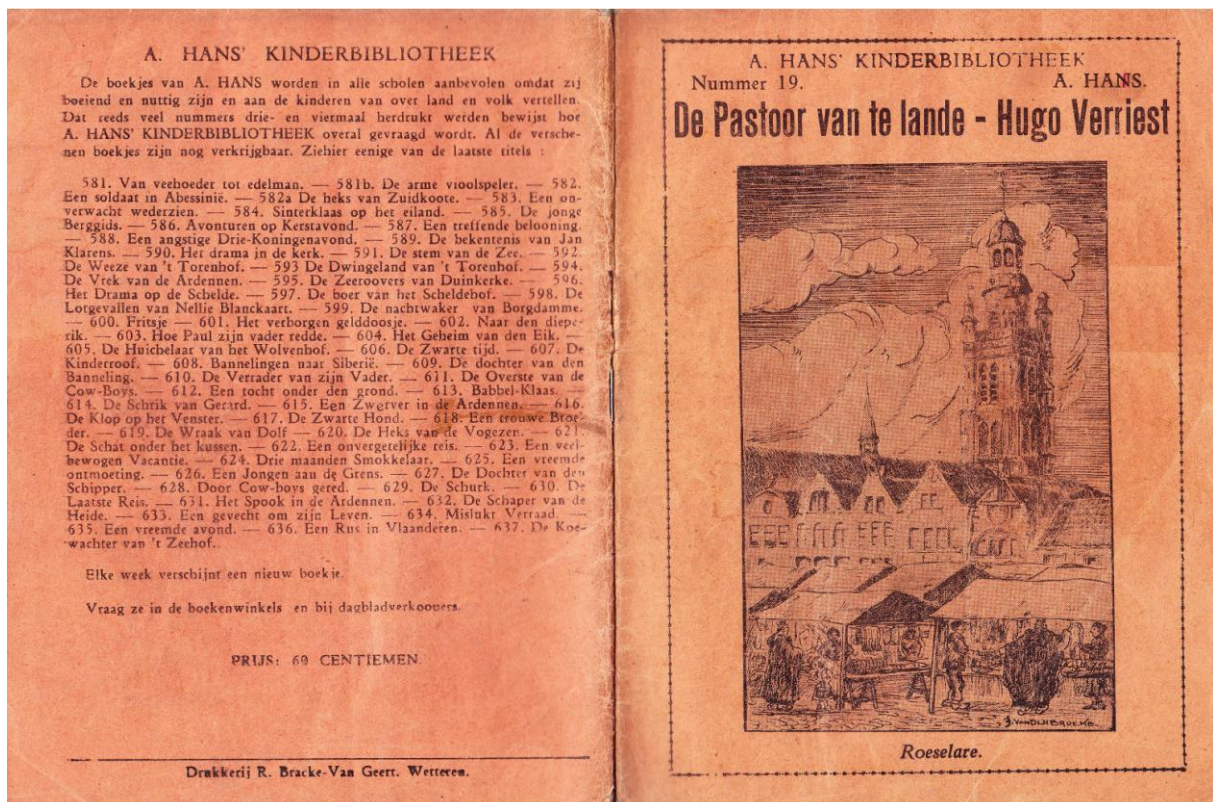 A. HANS' KINDERBIBLIOTHEEK
De boekjes van A. HANS worden in alle scholen aanbevolen omdat zij
boeiend en nuttig zijn en aan de kinderen van over land en volk vertellen.
Dat reeds veel nummers drie- en viermaal herdrukt werden bewijst hoe
A. HANS' KINDERBIBLIOTHEEK overal gevraagd wordt. Al de versche-
nen boekjes zijn nog verkrijgbaar. Ziehier eenige van de laatste titels :
581. Van veehoeder tot edelman. — 581b. De arme vioolspeler. — 582.
Een soldaat in Abessinië. — 582a De heks van Zuidkoote. — 583. Een on-
verwacht wederzien. — 584. Sinterklaas op het eiland. — 585. De jonge
Berggids. — 586. Avonturen op Kerstavond. — 587. Een treffende belooning.
— 588. Een angstige Drie-Koningenavond. — 589. De bekentenis van Jan
Klarens. — 590. Het drama in de kerk. — 591. De stem van de Zee. — 592.
De Weeze van 't Torenhof. — 593 De Dwingeland van 't Torenhof. — 594.
De Vrek van de Ardennen. — 595. De Zeeroovers van Duinkerke. — 596.
Het Drama op de Schelde. — 597. De boer van het Scheldehof. — 598. De
Lotgevallen van Nellie Blanckaart. — 599. De nachtwaker van Borgdamme.
— 600. Fritsje — 601. Het verborgen gelddoosje. — 602. Naar den dieper-
rik. — 603. Hoe Paul zijn vader redde. — 604. Het Geheim van den Eik. —
605. De Huichelaar van het Wolvenhof. — 606. De Zwarte tijd. — 607. De
Kinderroof. — 608. Bannelingen naar Siberië. — 609. De dochter van den
Banneling. — 610. De Verrader van zijn Vader. — 611. De Overste van de
Cow-Boys. — 612. Een tocht onder den grond. — 613. Babbel-Klaas. —
614. De Schrik van Gerard. — 615. Een Zwerver in de Ardennen. — 616.
De Klop op het Venster. — 617. De Zwarte Hond. — 618. Een trouwe Broe-
der. — 619. De Wraak van Dolf — 620. De Heks van de Vogezen. — 621
De Schat onder het kussen. — 622. Een onvergetelijke reis. — 623. Een veel-
bewogen Vacantie. — 624. Drie maanden Smokkelaar. — 625. Een vreemde
ontmoeting. — 626. Een Jongen aan de Grens. — 627. De Dochter van den
Schipper. — 628. Door Cow-boys gered. — 629. De Schurk. — 630. De
Laatste Reis. — 631. Het Spook in de Ardennen. — 632. De Schaper van de
Heide. — 633. Een gevecht om zijn Leven. — 634. Mislukt Verraad. —
635. Een vreemde avond. — 636. Een Rus in Vlaanderen. — 637. De Koe-
wachter van 't Zeehof.
Elke week verschijnt een nieuw boekje.
Vraag ze in de boekenwinkels en bij dagbladverkoopers.
PRIJS: 60 CENTIEMEN.
Drukkerij R. Bracke-Van Geert. Wetteren.
A. HANS' KINDERBIBLIOTHEEK
Nummer 19. A. HANS.
De Pastoor van te lande - Hugo Verriest
J. VANDENBROEKE
Roeselare.